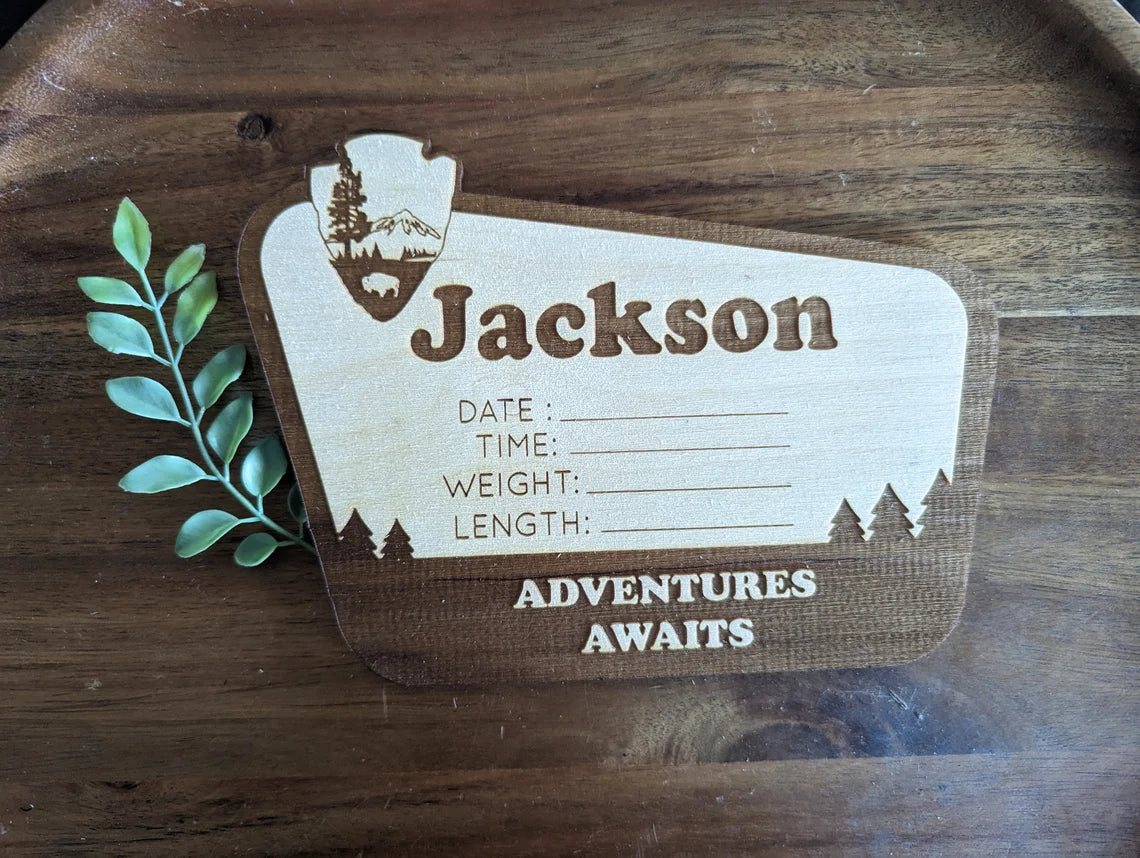 Jackson
DATE : 
TIME: 
WEIGHT: 
LENGTH: 
ADVENTURES
AWAITS